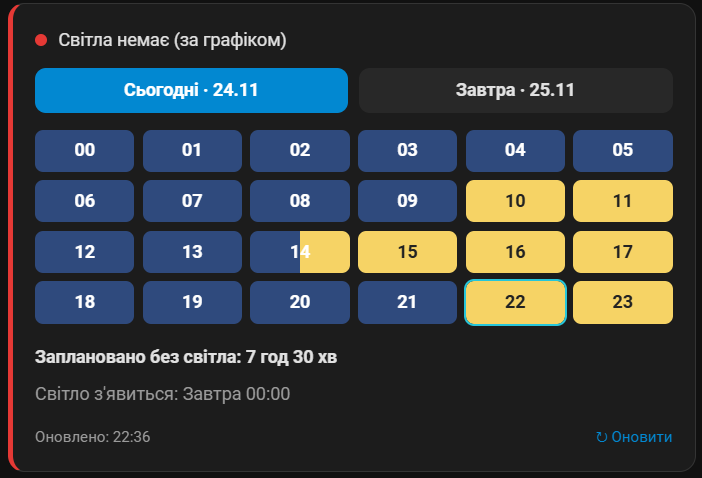 Світла немає (за графіком)
Сьогодні · 24.11 Завтра · 25.11
00 01 02 03 04 05
06 07 08 09 10 11
12 13 14 15 16 17
18 19 20 21 22 23
Заплановано без світла: 7 год 30 хв
Світло з'явиться: Завтра 00:00
Оновлено: 22:36 ↻ Оновити